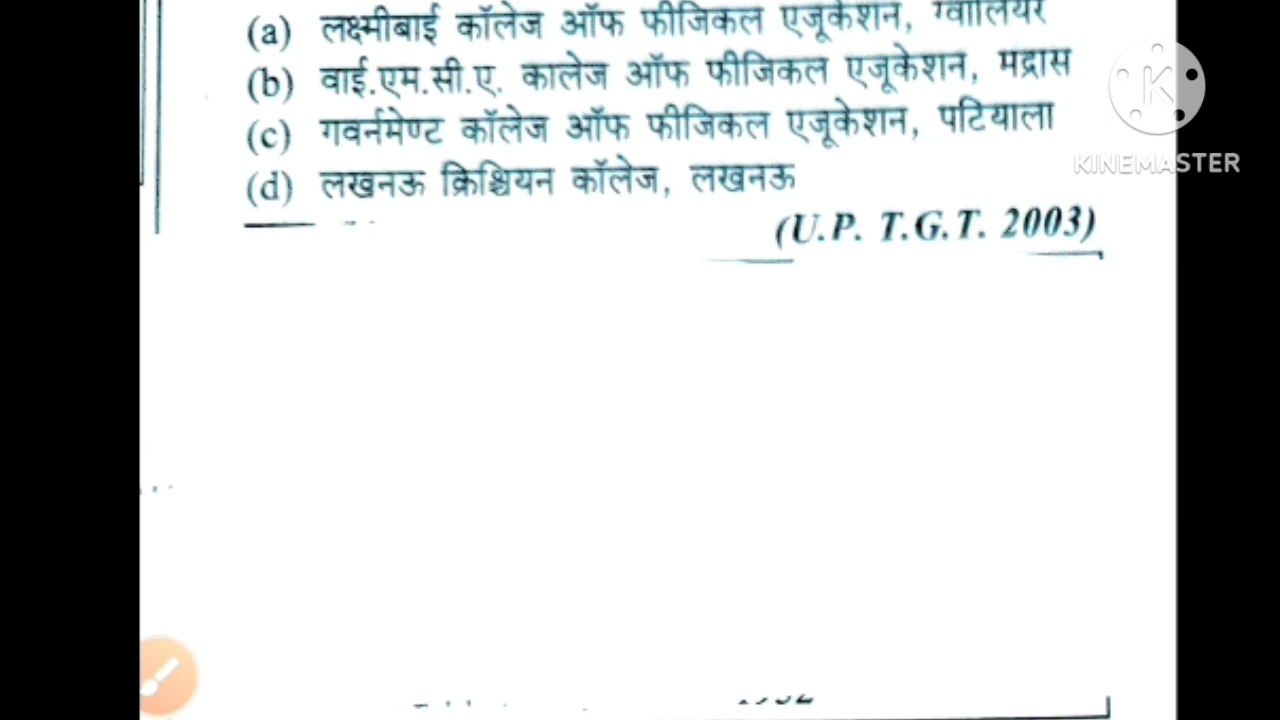 (a) लक्ष्मीबाई कॉलेज ऑफ फीजिकल एजूकेशन, ग्वालियर
(b) वाई.एम.सी.ए. कालेज ऑफ फीजिकल एजूकेशन, मद्रास
(c) गवर्नमेण्ट कॉलेज ऑफ फीजिकल एजूकेशन, पटियाला
(d) लखनऊ क्रिश्चियन कॉलेज, लखनऊ
(U.P. T.G.T. 2003)
K
KINEMASTER